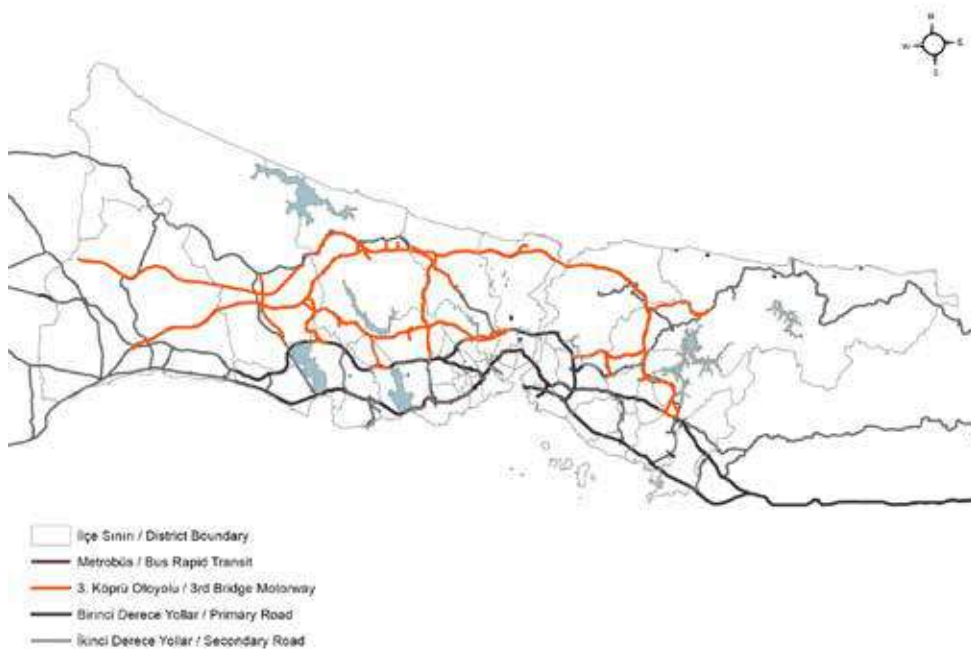 N
W
E
S
İlçe Sınırı / District Boundary
Metrobüs / Bus Rapid Transit
3. Köprü Otoyolu / 3rd Bridge Motorway
Birinci Derece Yollar / Primary Road
İkinci Derece Yollar / Secondary Road